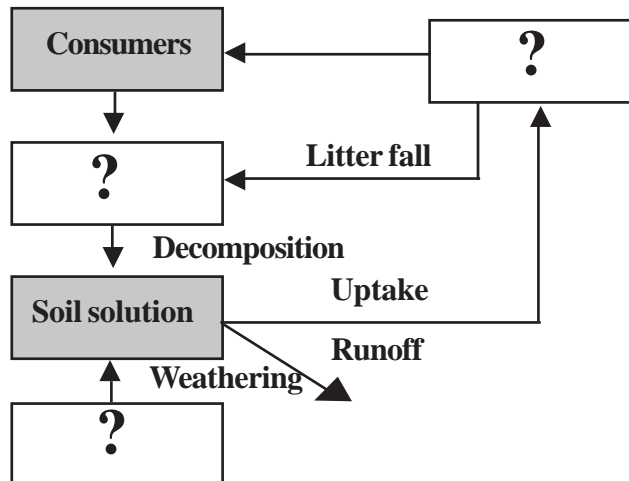 Consumers
?
Litter fall
?
Decomposition
Uptake
Soil solution
Runoff
Weathering
?